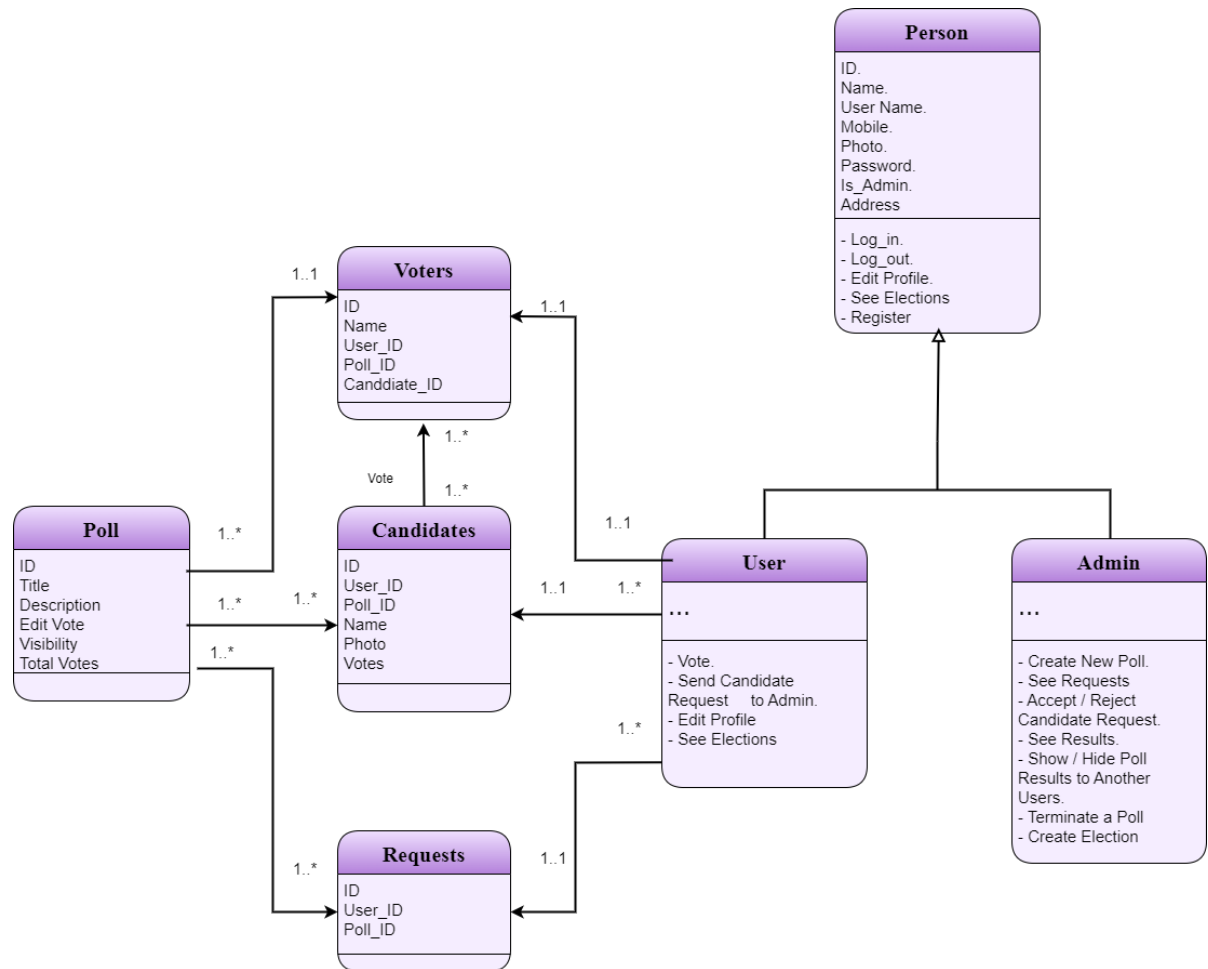 Person
ID.
Name.
User Name.
Mobile.
Photo.
Password.
Is_Admin.
Address
- Log_in.
- Log_out.
- Edit Profile.
- See Elections
- Register
Voters
ID
Name
User_ID
Poll_ID
Canddiate_ID
1..1
1..1
1..*
Vote
1..*
Poll
ID
Title
Description
Edit Vote
Visibility
Total Votes
1..*
1..*
1..*
1..*
Candidates
ID
User_ID
Poll_ID
Name
Photo
Votes
1..1
1..1
1..*
User
...
- Vote.
- Send Candidate
Request to Admin.
- Edit Profile
- See Elections
1..*
Admin
...
- Create New Poll.
- See Requests
- Accept / Reject
Candidate Request.
- See Results.
- Show / Hide Poll
Results to Another
Users.
- Terminate a Poll
- Create Election
1..*
1..1
Requests
ID
User_ID
Poll_ID